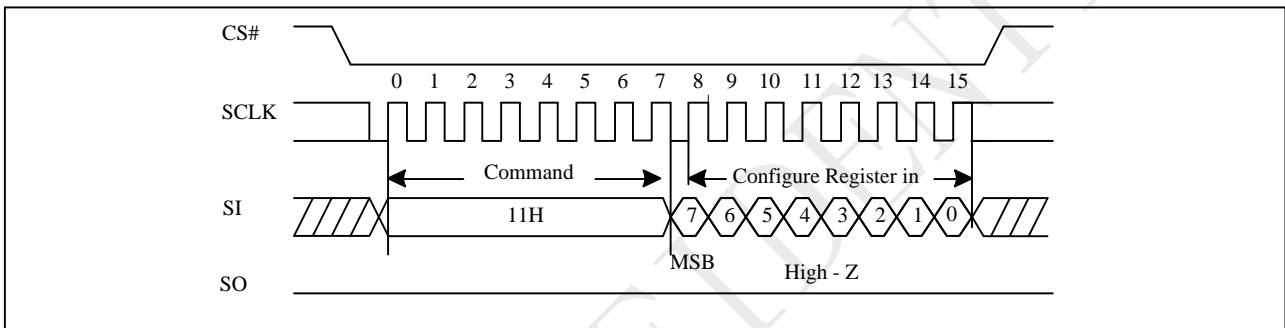 CS#
0 1 2 3 4 5 6 7 8 9 10 11 12 13 14 15
SCLK
Command Configure Register in
SI 11H 7 6 5 4 3 2 1 0
MSB High - Z
SO